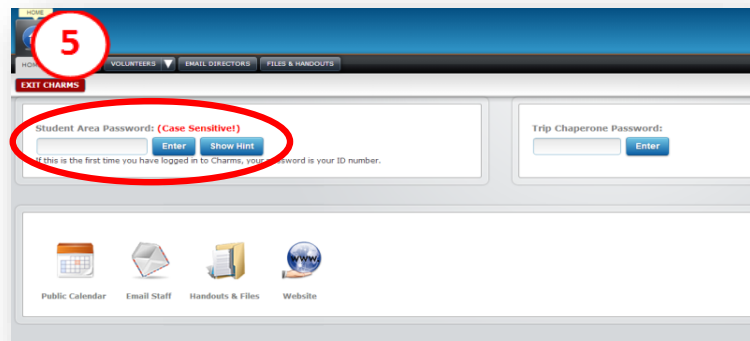 HOME
5
VOLUNTEERS EMAIL DIRECTORS FILES & HANDOUTS
EXIT CHARMS
Student Area Password: (Case Sensitive!)
Enter Show Hint
If this is the first time you have logged in to Charms, your password is your ID number.
Trip Chaperone Password:
Enter
www.
Public Calendar Email Staff Handouts & Files Website